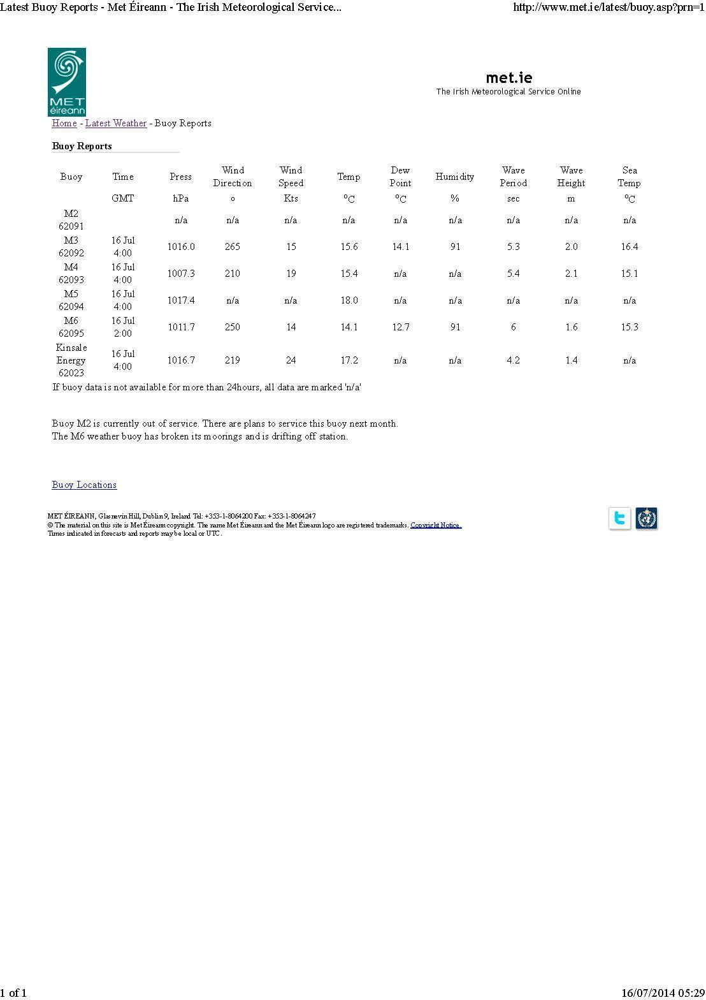 Latest Buoy Reports - Met Éireann - The Irish Meteorological Service... http://www.met.ie/latest/buoy.asp?prn=1
MET
éireann
met.ie
The Irish Meteorological Service Online
Home - Latest Weather - Buoy Reports
Buoy Reports
Buoy Time Press Wind Direction Wind Speed Temp Dew Point Humidity Wave Period Wave Height Sea Temp
GMT hPa o Kts °C °C % sec m °C
M2 62091 n/a n/a n/a n/a n/a n/a n/a n/a n/a
M3 62092 16 Jul 4:00 1016.0 265 15 15.6 14.1 91 5.3 2.0 16.4
M4 62093 16 Jul 4:00 1007.3 210 19 15.4 n/a n/a 5.4 2.1 15.1
M5 62094 16 Jul 4:00 1017.4 n/a n/a 18.0 n/a n/a n/a n/a n/a
M6 62095 16 Jul 2:00 1011.7 250 14 14.1 12.7 91 6 1.6 15.3
Kinsale Energy 62023 16 Jul 4:00 1016.7 219 24 17.2 n/a n/a 4.2 1.4 n/a
If buoy data is not available for more than 24hours, all data are marked 'n/a'
Buoy M2 is currently out of service. There are plans to service this buoy next month.
The M6 weather buoy has broken its moorings and is drifting off station.
Buoy Locations
MET ÉIREANN, Glasnevin Hill, Dublin 9, Ireland Tel: +353-1-8064200 Fax: +353-1-8064247
© The material on this site is Met Éireann copyright. The name Met Éireann and the Met Éireann logo are registered trademarks. Copyright Notice.
Times indicated in forecasts and reports may be local or UTC.
1 of 1 16/07/2014 05:29